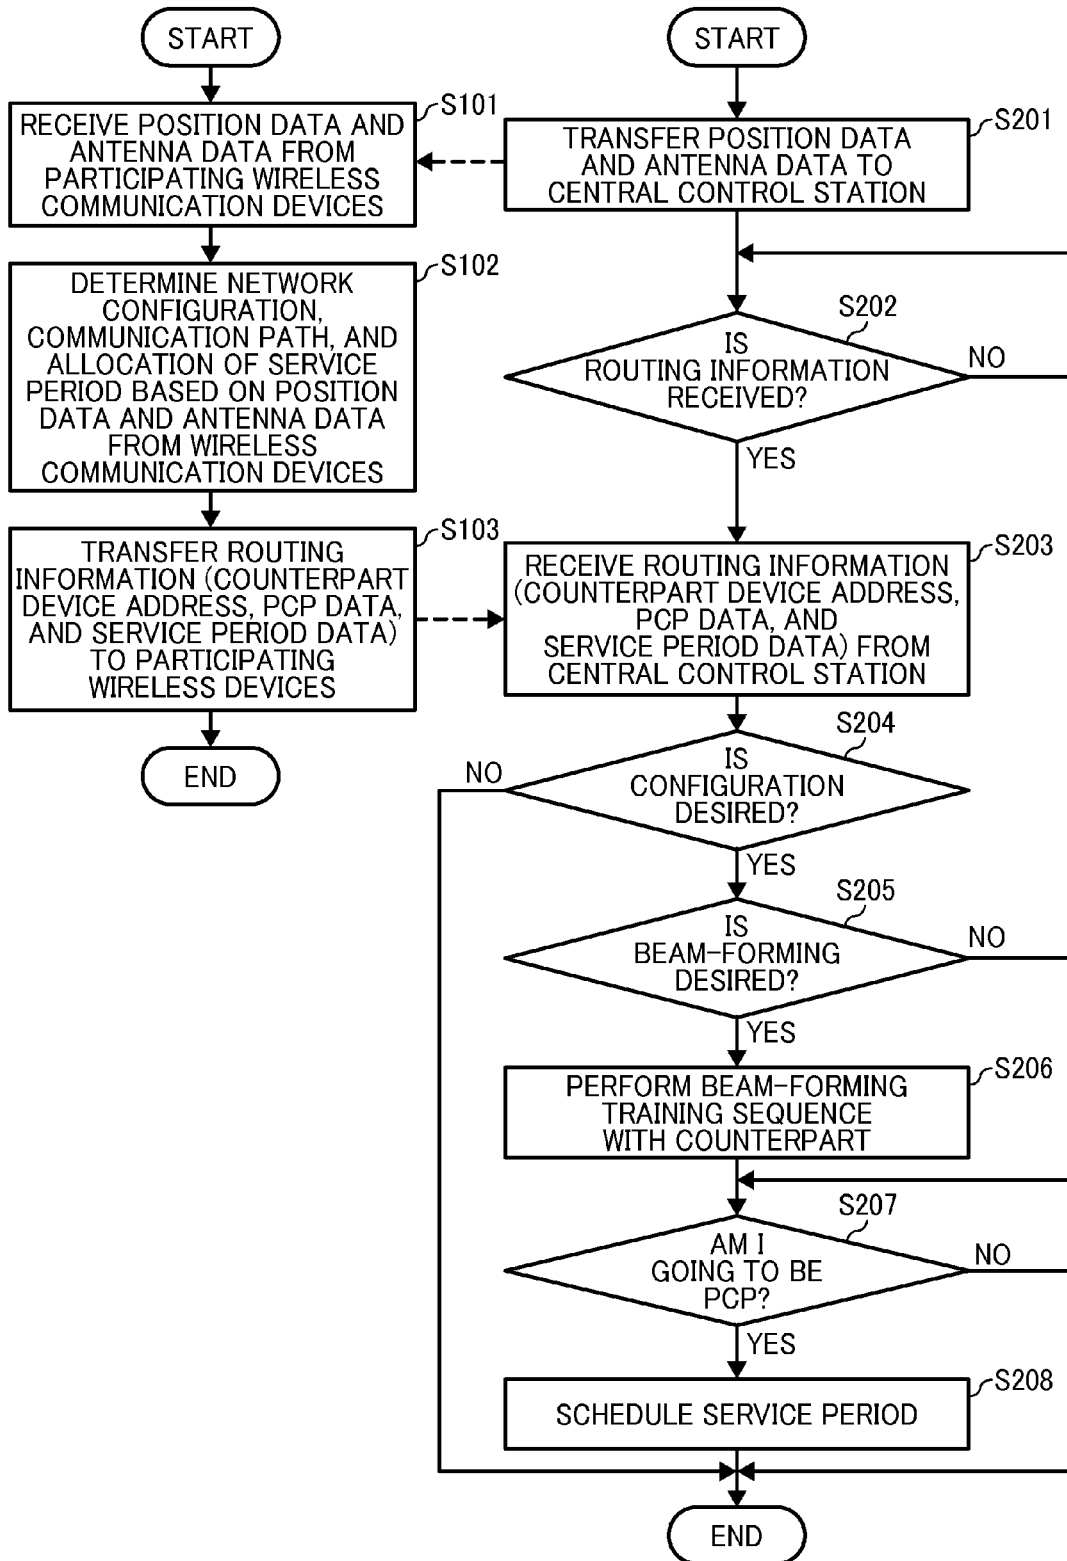 START
S101
RECEIVE POSITION DATA AND
ANTENNA DATA FROM
PARTICIPATING WIRELESS
COMMUNICATION DEVICES
S102
DETERMINE NETWORK
CONFIGURATION,
COMMUNICATION PATH, AND
ALLOCATION OF SERVICE
PERIOD BASED ON POSITION
DATA AND ANTENNA DATA
FROM WIRELESS
COMMUNICATION DEVICES
S103
TRANSFER ROUTING
INFORMATION (COUNTERPART
DEVICE ADDRESS, PCP DATA,
AND SERVICE PERIOD DATA)
TO PARTICIPATING
WIRELESS DEVICES
END
START
S201
TRANSFER POSITION DATA
AND ANTENNA DATA TO
CENTRAL CONTROL STATION
S202
IS
ROUTING INFORMATION
RECEIVED?
NO
YES
S203
RECEIVE ROUTING INFORMATION
(COUNTERPART DEVICE ADDRESS,
PCP DATA, AND
SERVICE PERIOD DATA) FROM
CENTRAL CONTROL STATION
S204
NO
IS
CONFIGURATION
DESIRED?
YES
S205
IS
BEAM-FORMING
DESIRED?
NO
YES
S206
PERFORM BEAM-FORMING
TRAINING SEQUENCE
WITH COUNTERPART
S207
AM I
GOING TO BE
PCP?
NO
YES
S208
SCHEDULE SERVICE PERIOD
END